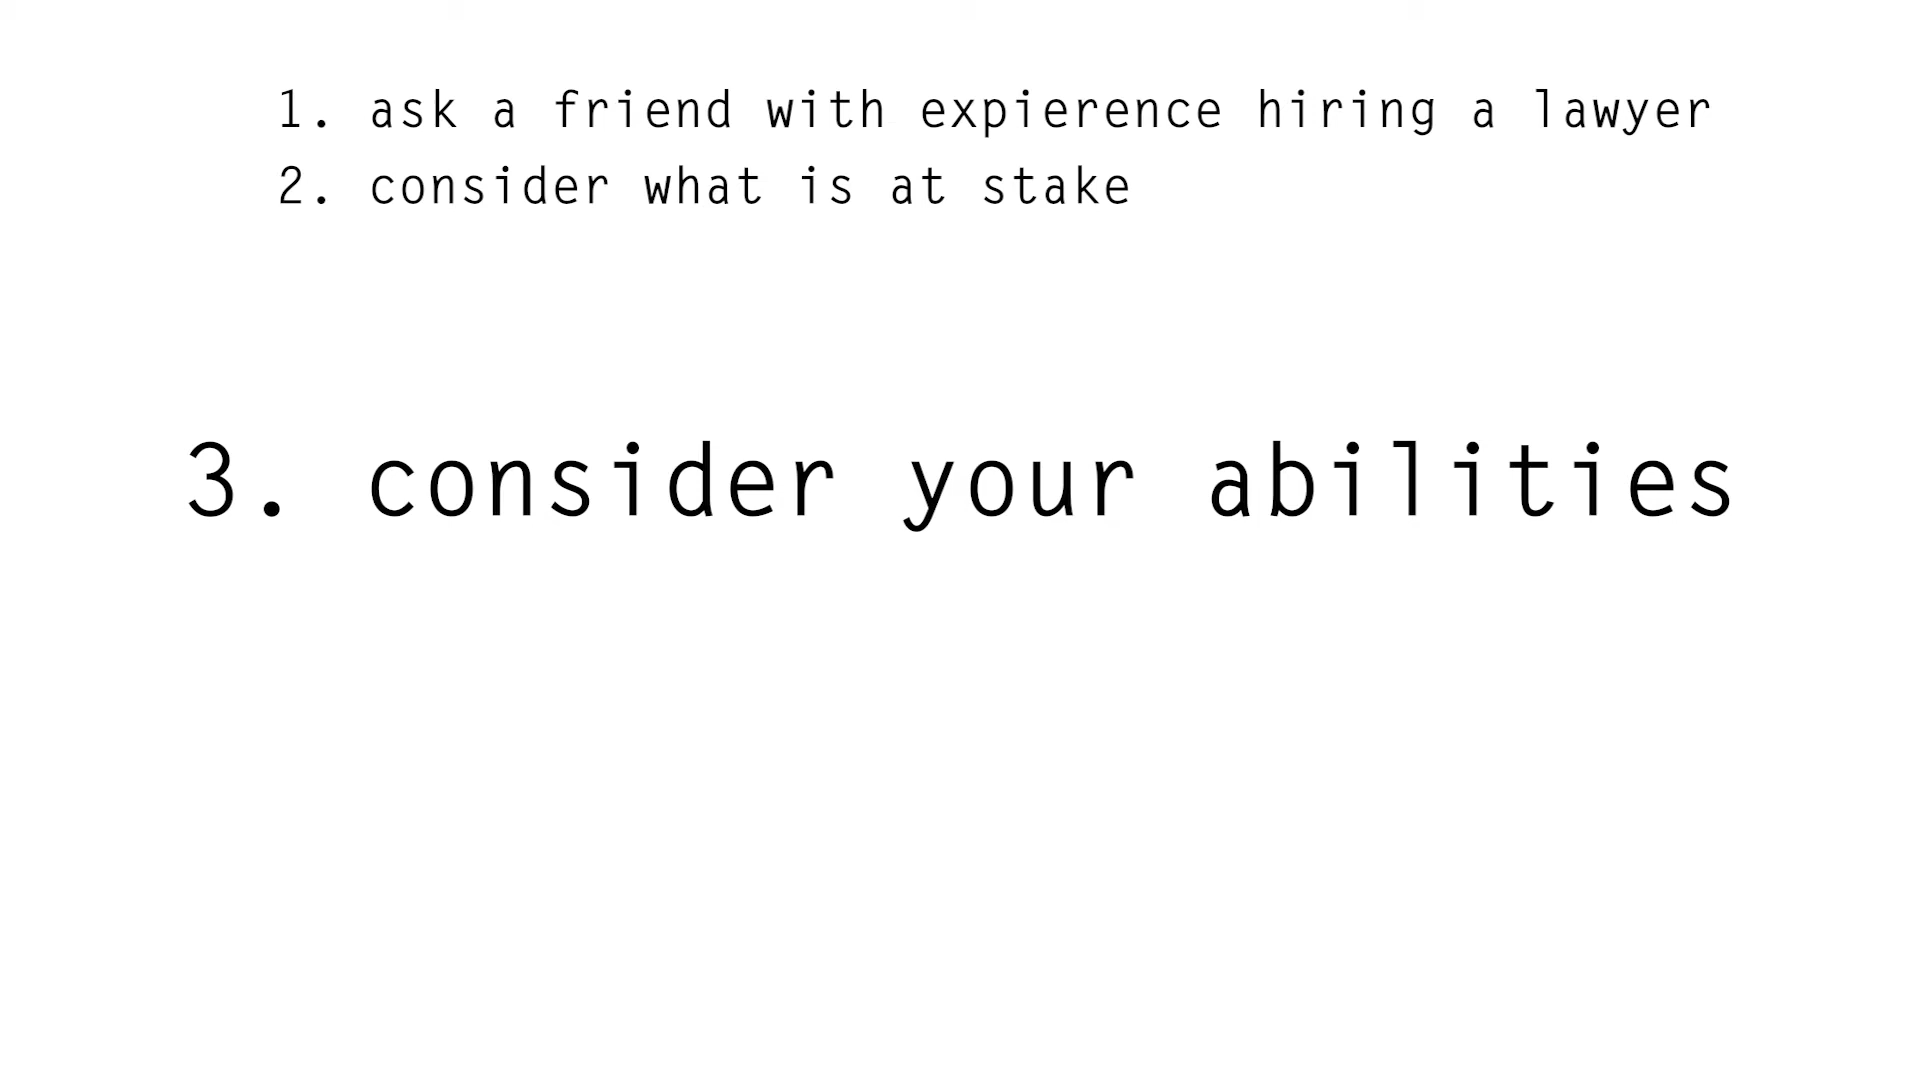 1. ask a friend with expierence hiring a lawyer
2. consider what is at stake
3. consider your abilities